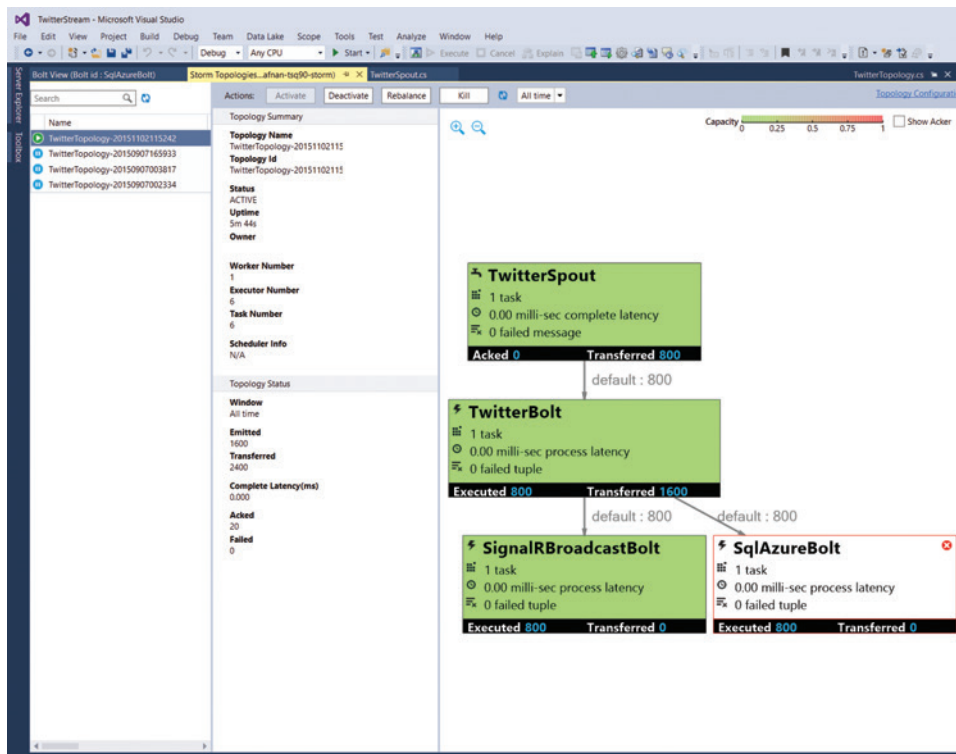 TwitterStream - Microsoft Visual Studio
File Edit View Project Build Debug Team Data Lake Scope Tools Test Analyze Window Help
Debug Any CPU Start Execute Cancel Explain
Server Explorer
Toolbox
Bolt View (Bolt id : SqlAzureBolt) Storm Topologies...afnan-tsq90-storm) TwitterSpout.cs TwitterTopology.cs
Search
Name
TwitterTopology-20151102115242
TwitterTopology-20150907165933
TwitterTopology-20150907003817
TwitterTopology-20150907002334
Actions: Activate Deactivate Rebalance Kill All time Topology Configurati
Topology Summary
Topology Name
TwitterTopology-2015110211
Topology Id
TwitterTopology-2015110211
Status
ACTIVE
Uptime
5m 44s
Owner
Worker Number
1
Executor Number
6
Task Number
6
Scheduler Info
N/A
Topology Status
Window
All time
Emitted
1600
Transferred
2400
Complete Latency(ms)
0.000
Acked
20
Failed
0
Capacity
0 0.25 0.5 0.75 1
Show Acker
TwitterSpout
1 task
0.00 milli-sec complete latency
0 failed message
Acked 0 Transferred 800
default : 800
TwitterBolt
1 task
0.00 milli-sec process latency
0 failed tuple
Executed 800 Transferred 1600
default : 800 default : 800
SignalRBroadcastBolt
1 task
0.00 milli-sec process latency
0 failed tuple
Executed 800 Transferred 0
SqlAzureBolt
1 task
0.00 milli-sec process latency
0 failed tuple
Executed 800 Transferred 0